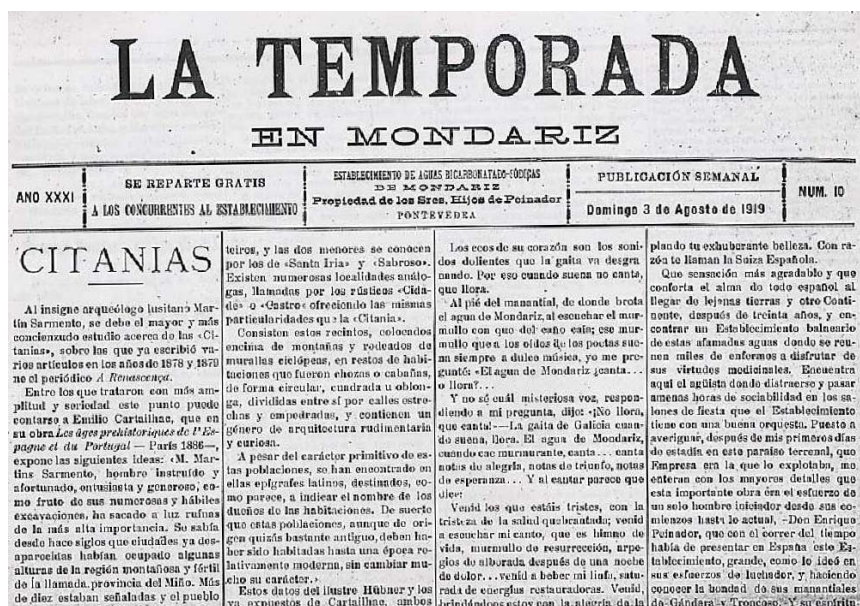 LA TEMPORADA
EN MONDARIZ
AÑO XXXI
SE REPARTE GRATIS
A LOS CONCURRENTES AL ESTABLECIMIENTO
ESTABLECIMIENTO DE AGUAS BICARBONATADO-SÓDICAS
DE MONDARIZ
Propiedad de los Sres. Hijos de Peinador
PONTEVEDRA
PUBLICACIÓN SEMANAL
Domingo 3 de Agosto de 1919
NUM. 10
CITANIAS
Al insigne arqueólogo lusitano Mar-
tín Sarmento, se debe el mayor y más
concienzudo estudio acerca de las «Ci-
tanias», sobre las que ya escribió va-
rios artículos en los años de 1878 y 1879
ne el periódico A Renascença.
Entre los que trataron con más am-
plitud y seriedad este punto puede
contarse a Emilio Cartailhac, que en
su obra Les âges prehistoriques de l'Es-
pagne et du Portugal — París 1886—,
expone las siguientes ideas: «M. Mar-
tins Sarmento, hombre instruído y
afortunado, entusiasta y generoso, co-
mo fruto de sus numerosas y hábiles
excavaciones, ha sacado a luz ruinas
de la más alta importancia. Se sabía
desde hace siglos que ciudades ya des-
aparecidas habían ocupado algunas
alturas de la región montañosa y fértil
de la llamada provincia del Miño. Más
de diez estaban señaladas y el pueblo
teiros, y las dos menores se conocen
por los de «Santa Iria» y «Sabroso».
Existen numerosas localidades análo-
gas, llamadas por los rústicos «Cida-
de» o «Castro» ofreciendo las mismas
particularidades que la «Citania».
Consisten estos recintos, colocados
encima de montañas y rodeados de
murallas ciclópeas, en restos de habi-
taciones que fueron chozas o cabañas,
de forma circular, cuadrada u oblon-
ga, divididas entre sí por calles estre-
chas y empedradas, y contienen un
género de arquitectura rudimentaria
y curiosa.
A pesar del carácter primitivo de es-
tas poblaciones, se han encontrado en
ellas epígrafes latinos, destinados, co-
mo parece, a indicar el nombre de los
dueños de las habitaciones. De suerte
que estas poblaciones, aunque de ori-
gen quizás bastante antiguo, deben ha-
ber sido habitadas hasta una época re-
lativamente moderna, sin cambiar mu-
cho su carácter.»
Estos datos del ilustre Hübner y los
ya expuestos de Cartailhac, ambos
Los ecos de su corazón son los soni-
dos dolientes que la gaita va desgra
nando. Por eso cuando suena no canta,
que llora.
Al pié del manantial, de donde brota
el agua de Mondariz, al escuchar el mur-
mullo con que del caño caía; ese mur-
mullo que a los oídos de los poetas sue-
na siempre a dulce música, yo me pre-
gunté: «El agua de Mondariz ¿canta...
o llora?...
Y no sé cuál misteriosa voz, respon-
diendo a mi pregunta, dijo: «¡No llora,
que canta!—La gaita de Galicia cuan-
do suena, llora. El agua de Mondariz,
cuando cae murmurante, canta... canta
notas de alegría, notas de triunfo, notas
de esperanza... Y al cantar parece que
dice:
Venid los que estáis tristes, con la
tristeza de la salud quebrantada; venid
a escuchar mi canto, que es himno de
vida, murmullo de resurrección, arpe-
gios de alborada después de una noche
de dolor... venid a beber mi linfa, satu-
rada de energías restauradoras. Venid,
brindándoos estoy con la alegría de la
plando tu exhuberante belleza. Con ra-
zón te llaman la Suiza Española.
Que sensación más agradable y que
conforta el alma de todo español al
llegar de lejanas tierras y otro Conti-
nente, después de treinta años, y en-
contrar un Establecimiento balneario
de estas afamadas aguas donde se reu-
nen miles de enfermos a disfrutar de
sus virtudes medicinales. Encuentra
aquí el agüista donde distraerse y pasar
amenas horas de sociabilidad en los sa-
lones de fiesta que el Establecimiento
tiene con una buena orquesta. Puesto a
averiguar, después de mis primeros días
de estadía en este paraíso terrenal, que
Empresa era la que lo explotaba, me
enteran con los mayores detalles que
esta importante obra éra el esfuerzo de
un solo hombre iniciador desde sus co-
mienzos hasta lo actual, —Don Enrique
Peinador, que con el correr del tiempo
había de presentar en España este Es-
tablecimiento, grande, como lo ideó en
sus esfuerzos de luchador, y haciendo
conocer la bondad de sus manantiales
de Gándara y Troncoso. Y su espíritu